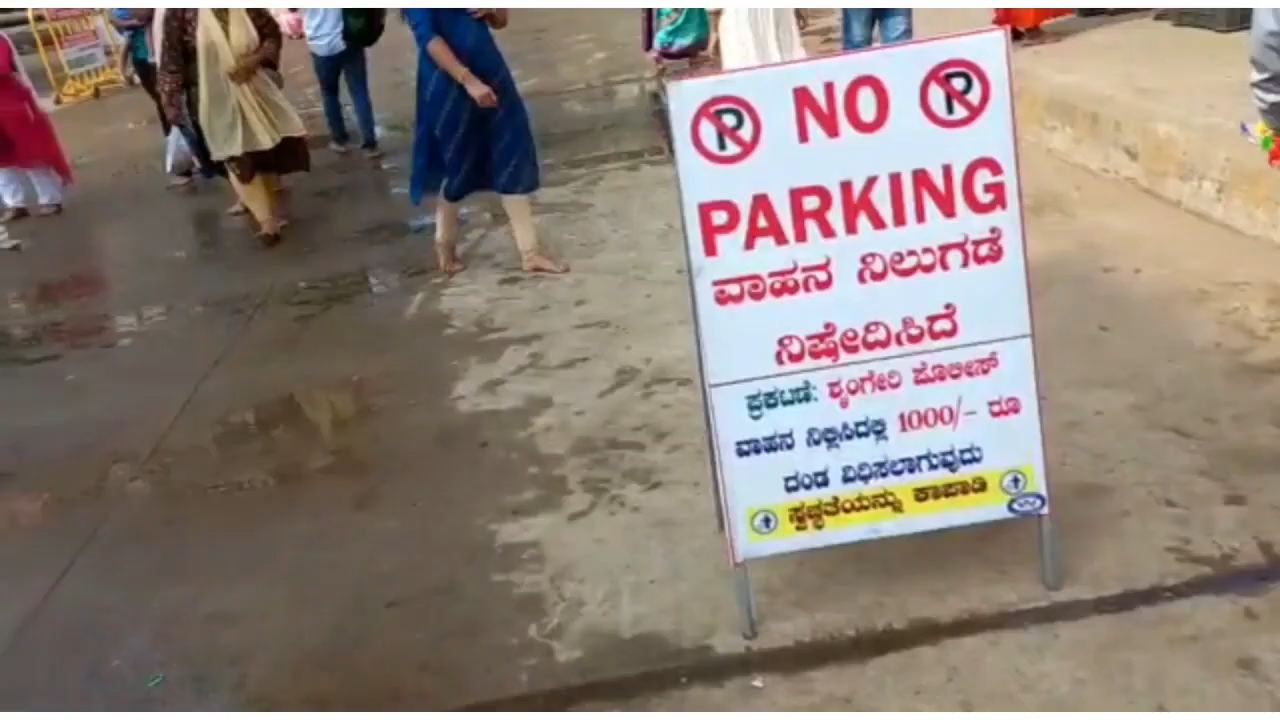 NO
PARKING
ವಾಹನ ನಿಲುಗಡೆ
ನಿಷೇದಿಸಿದೆ
ಪ್ರಕಟಣೆ: ಶೃಂಗೇರಿ ಪೊಲೀಸ್
ವಾಹನ ನಿಲ್ಲಿಸಿದಲ್ಲಿ 1000/- ರೂ
ದಂಡ ವಿಧಿಸಲಾಗುವುದು
ಸ್ವಚ್ಛತೆಯನ್ನು ಕಾಪಾಡಿ